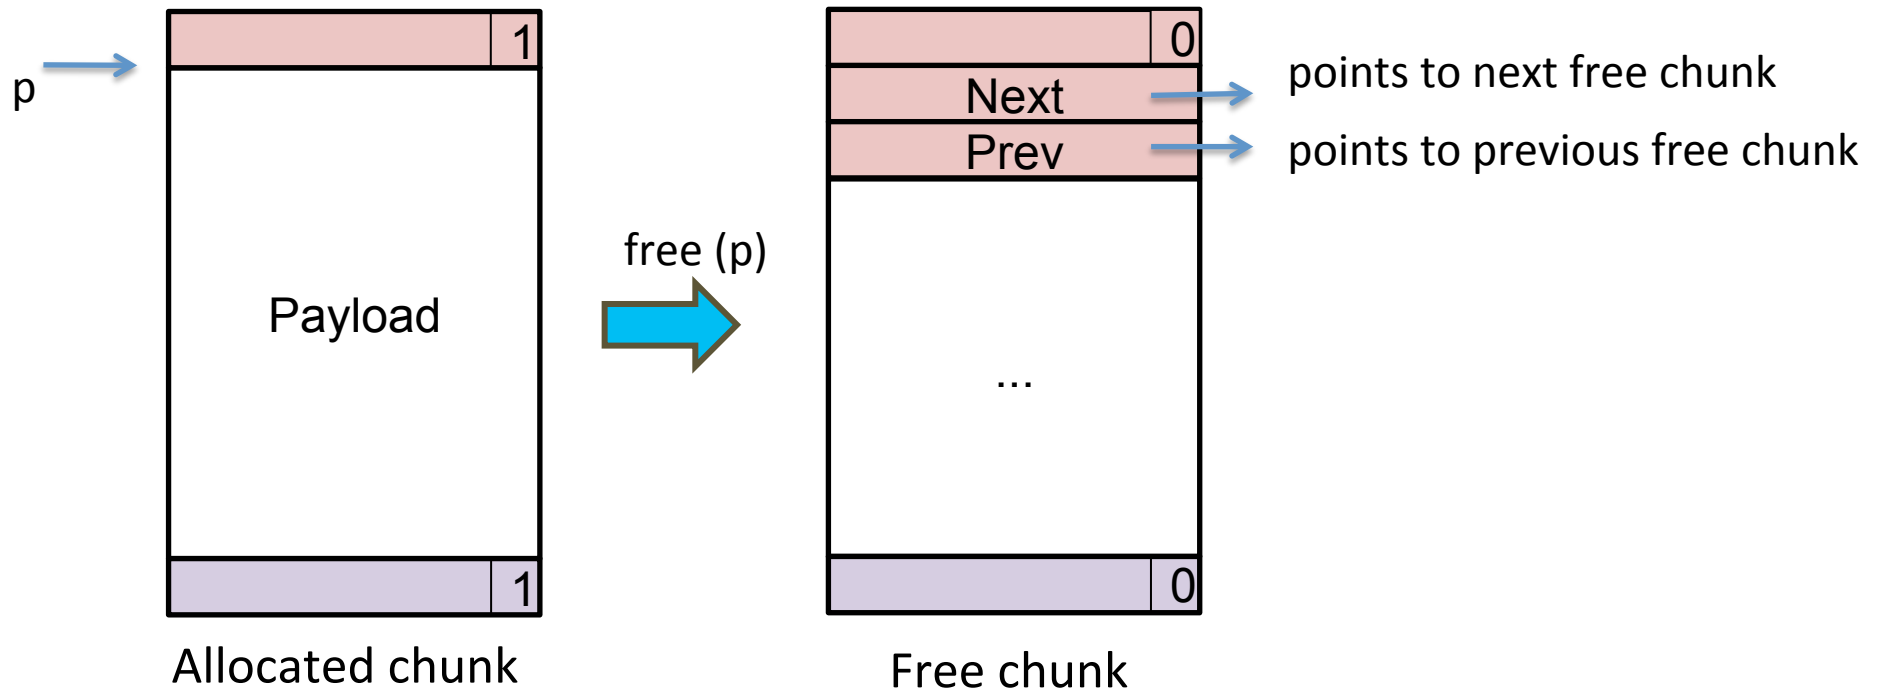 1
p
Payload
1
Allocated chunk
free (p)
0
Next
points to next free chunk
Prev
points to previous free chunk
...
0
Free chunk